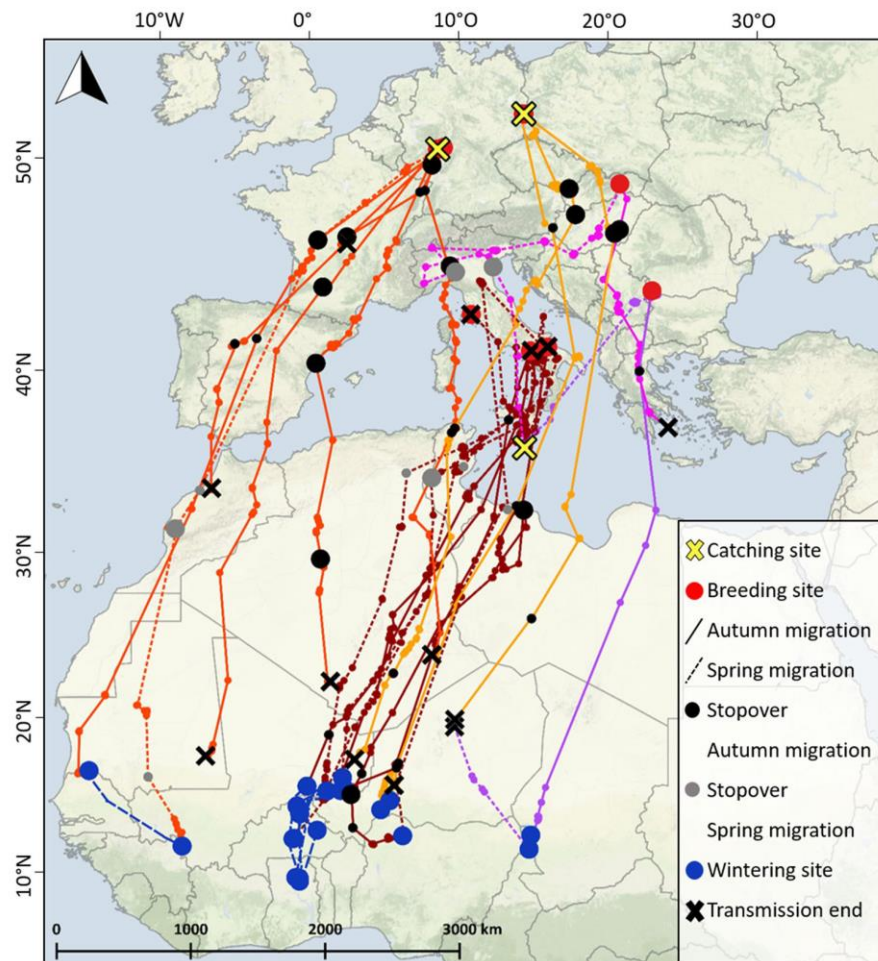 10°W 0° 10°O 20°O 30°O
50°N
40°N
30°N
20°N
10°N
Catching site
Breeding site
Autumn migration
Spring migration
Stopover
Autumn migration
Stopover
Spring migration
Wintering site
Transmission end
0 1000 2000 3000 km